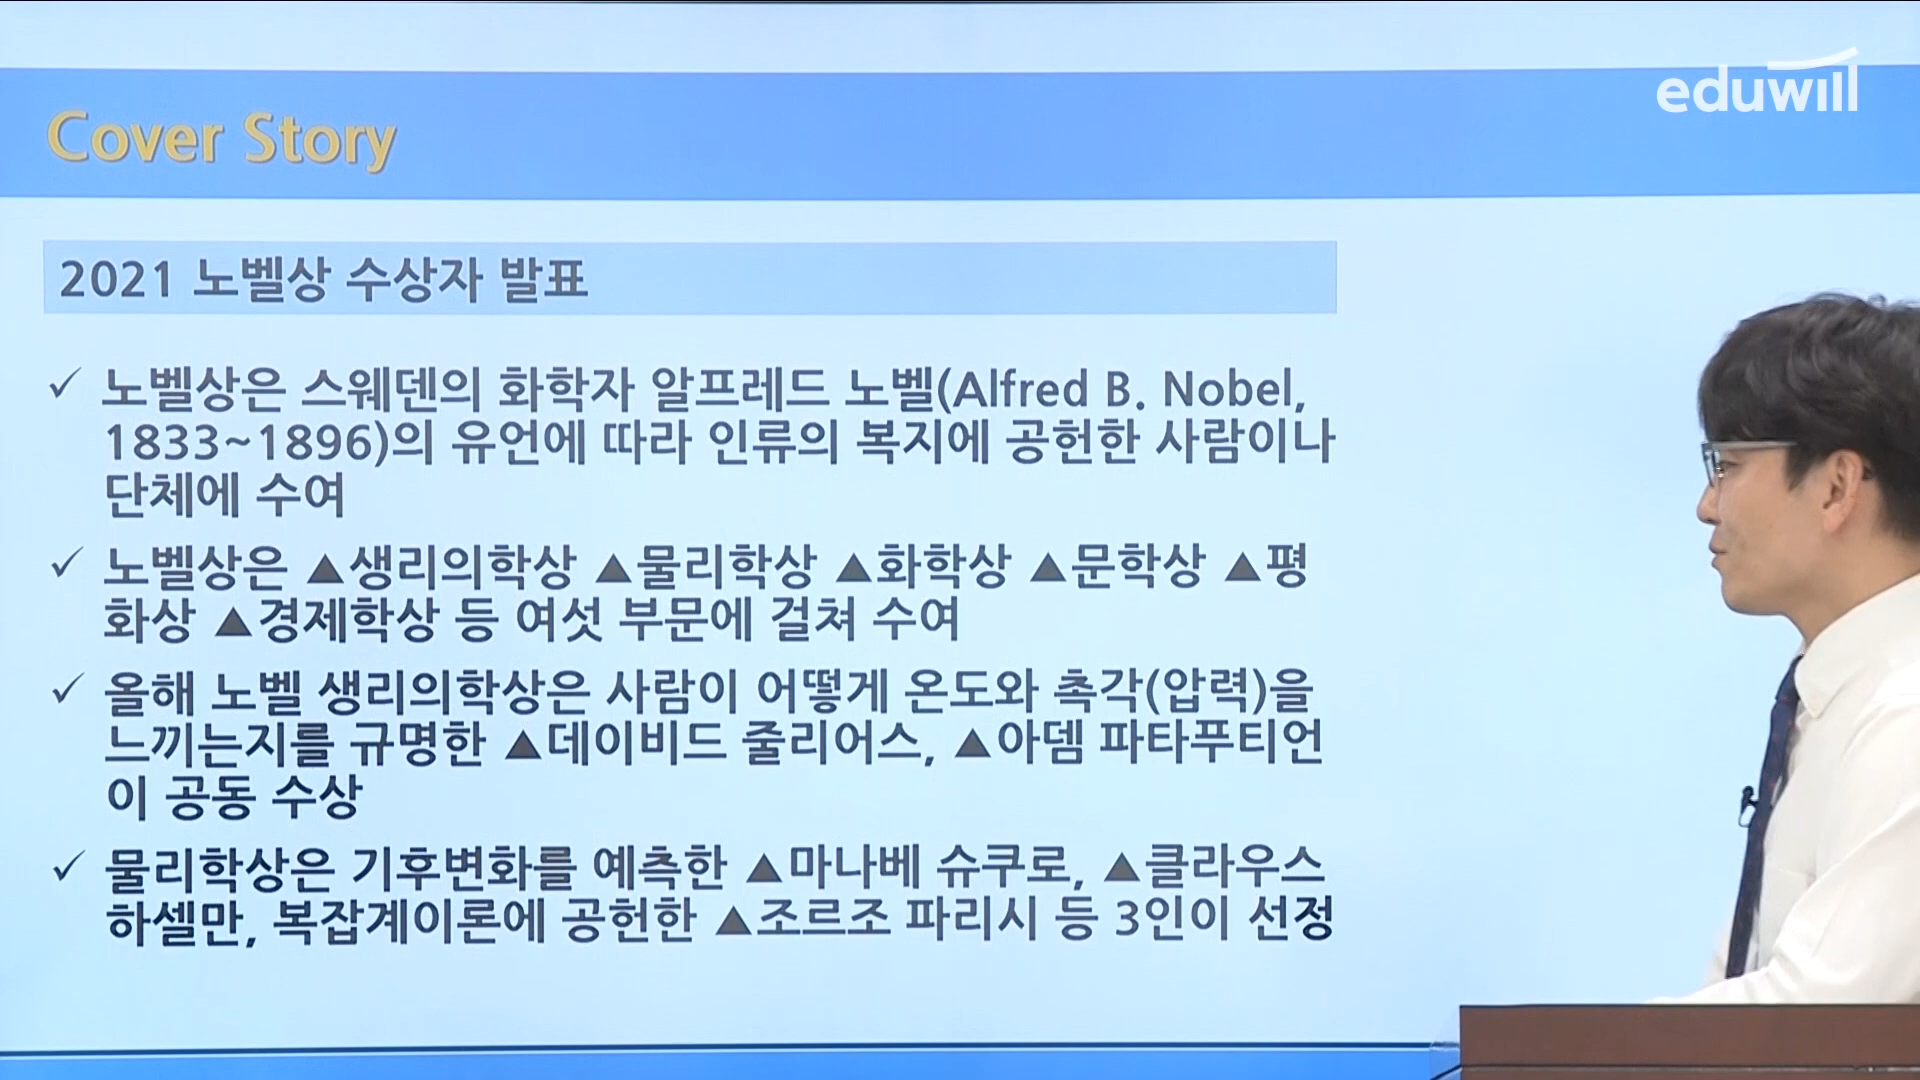 eduwill
Cover Story
2021 노벨상 수상자 발표
✓ 노벨상은 스웨덴의 화학자 알프레드 노벨(Alfred B. Nobel,
1833~1896)의 유언에 따라 인류의 복지에 공헌한 사람이나
단체에 수여
✓ 노벨상은 ▲생리의학상 ▲물리학상 ▲화학상 ▲문학상 ▲평
화상 ▲경제학상 등 여섯 부문에 걸쳐 수여
✓ 올해 노벨 생리의학상은 사람이 어떻게 온도와 촉각(압력)을
느끼는지를 규명한 ▲데이비드 줄리어스, ▲아뎀 파타푸티언
이 공동 수상
✓ 물리학상은 기후변화를 예측한 ▲마나베 슈쿠로, ▲클라우스
하셀만, 복잡계이론에 공헌한 ▲조르조 파리시 등 3인이 선정